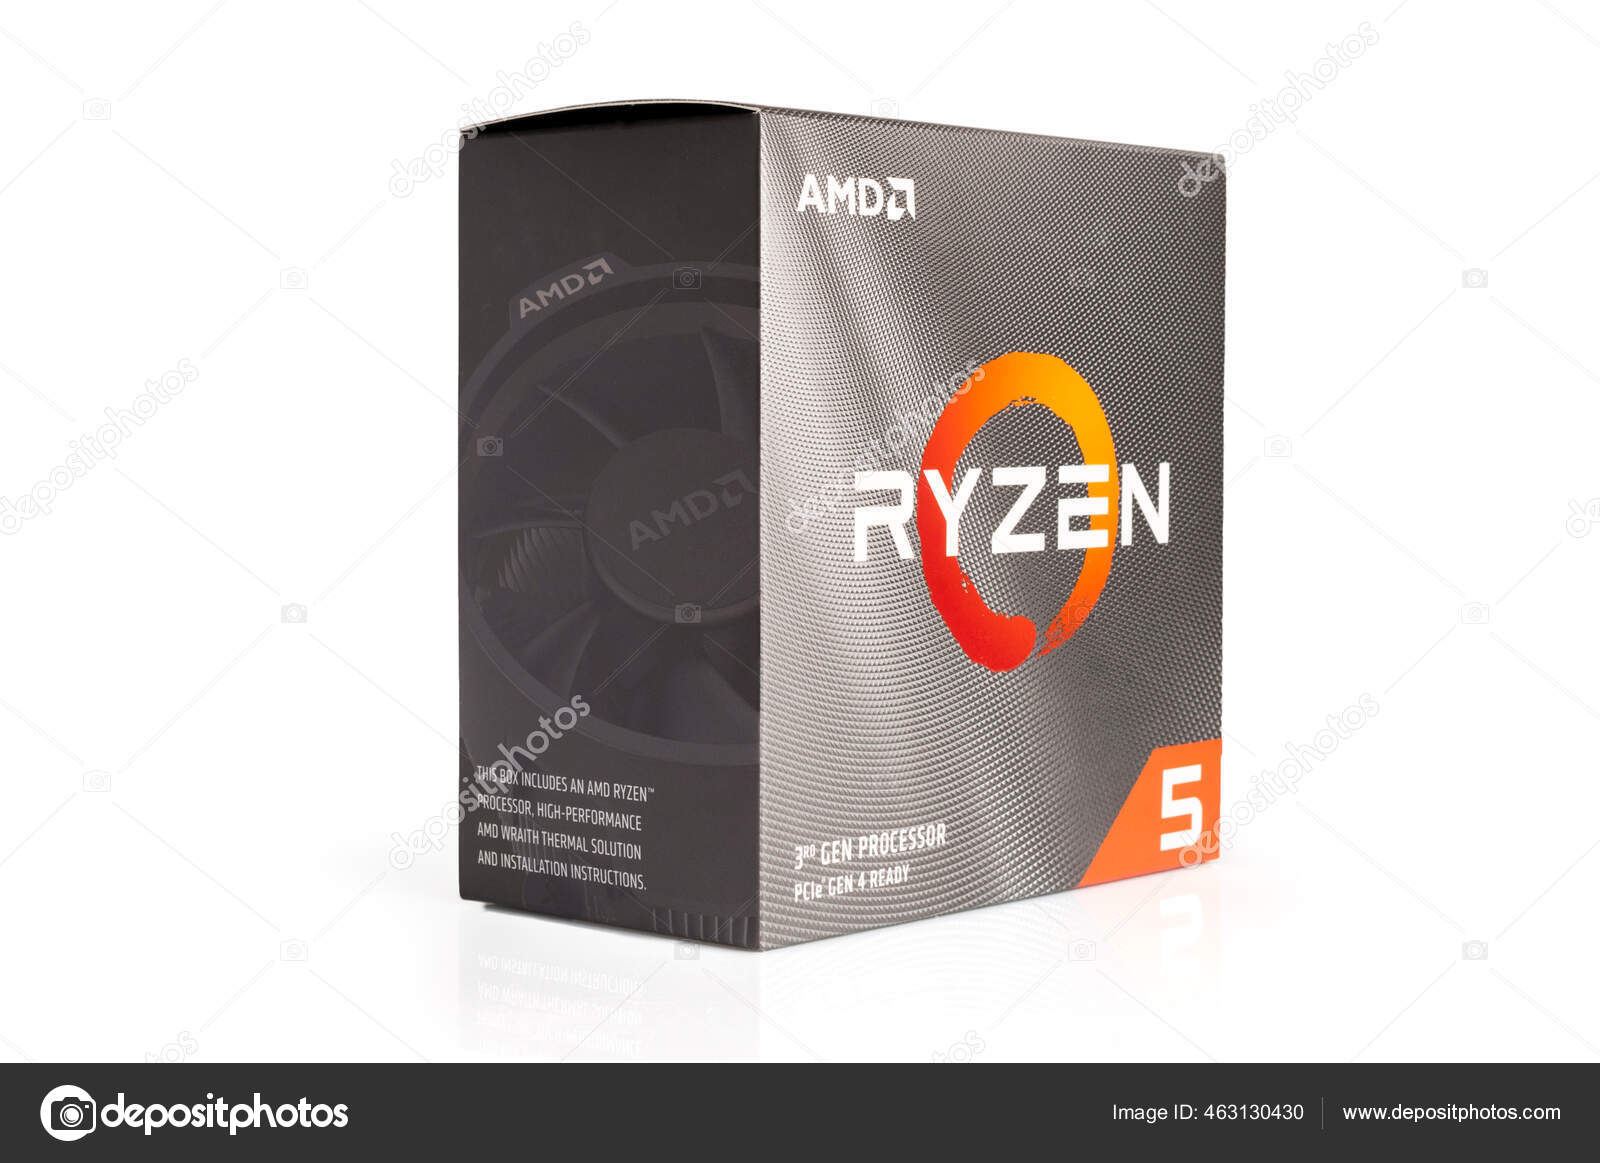 AMD
AMD
AMD
RYZEN
THIS BOX INCLUDES AN AMD RYZEN™
PROCESSOR, HIGH-PERFORMANCE
AMD WRAITH THERMAL SOLUTION
AND INSTALLATION INSTRUCTIONS.
3RD GEN PROCESSOR
PCIe® GEN 4 READY
5
depositphotos
Image ID: 463130430
www.depositphotos.com